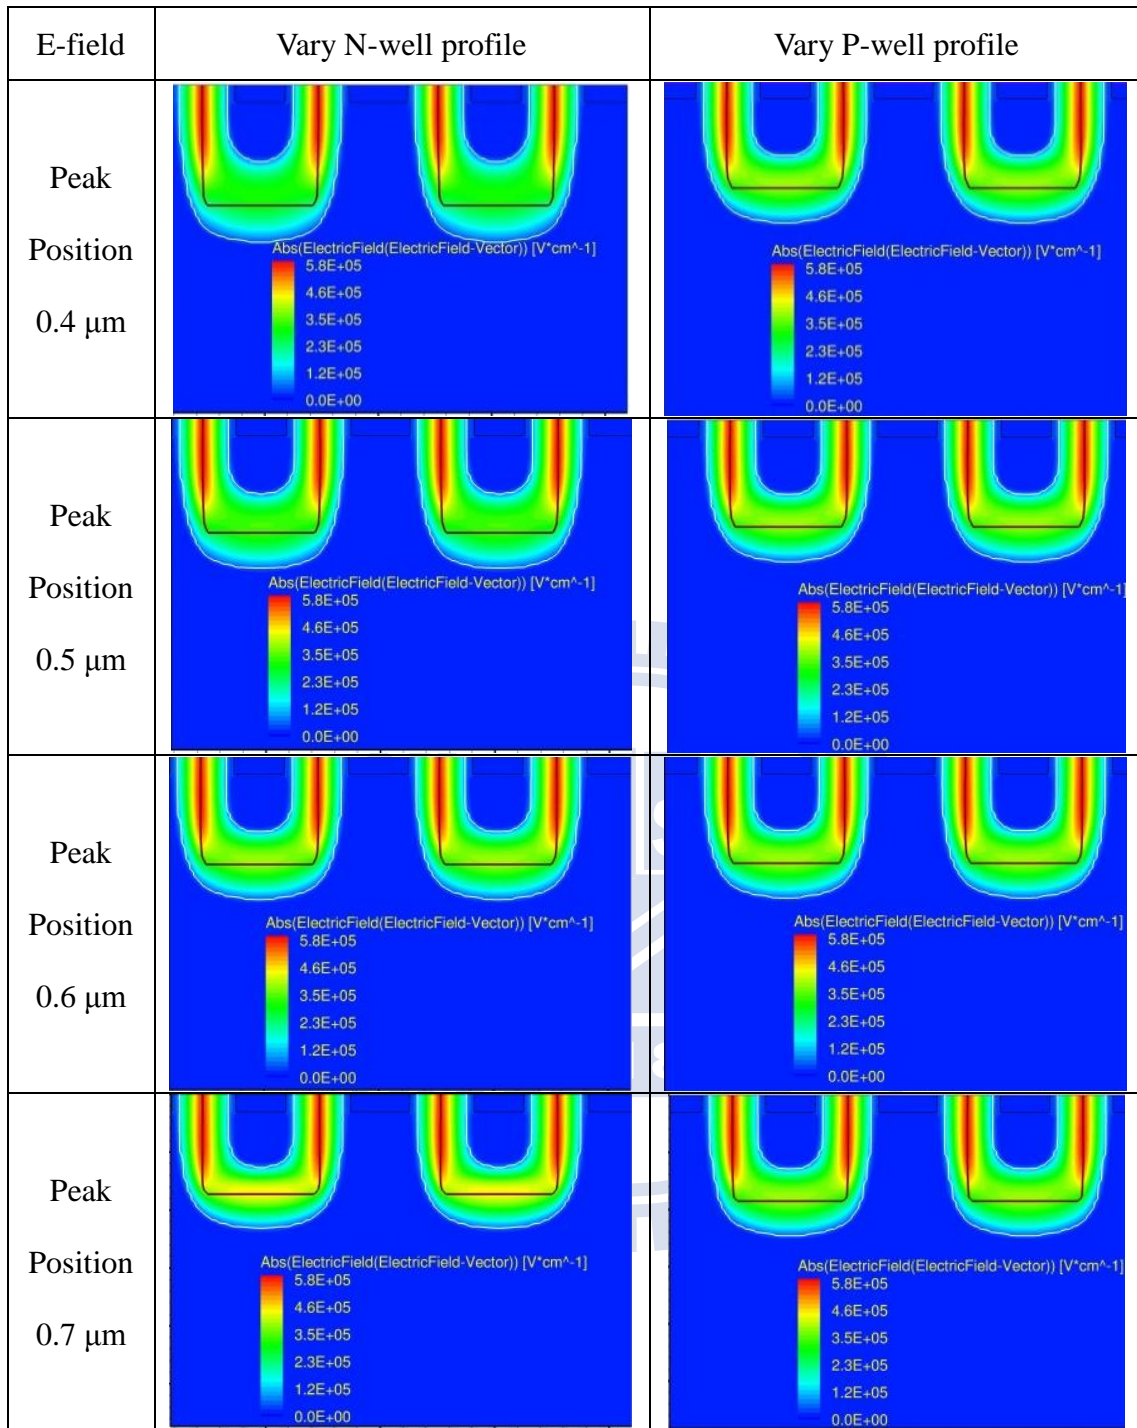 E-field
Vary N-well profile
Vary P-well profile
Peak
Position
0.4 μm
Abs(ElectricField(ElectricField-Vector)) [V*cm^-1]
5.8E+05
4.6E+05
3.5E+05
2.3E+05
1.2E+05
0.0E+00
Abs(ElectricField(ElectricField-Vector)) [V*cm^-1]
5.8E+05
4.6E+05
3.5E+05
2.3E+05
1.2E+05
0.0E+00
Peak
Position
0.5 μm
Abs(ElectricField(ElectricField-Vector)) [V*cm^-1]
5.8E+05
4.6E+05
3.5E+05
2.3E+05
1.2E+05
0.0E+00
Abs(ElectricField(ElectricField-Vector)) [V*cm^-1]
5.8E+05
4.6E+05
3.5E+05
2.3E+05
1.2E+05
0.0E+00
Peak
Position
0.6 μm
Abs(ElectricField(ElectricField-Vector)) [V*cm^-1]
5.8E+05
4.6E+05
3.5E+05
2.3E+05
1.2E+05
0.0E+00
Abs(ElectricField(ElectricField-Vector)) [V*cm^-1]
5.8E+05
4.6E+05
3.5E+05
2.3E+05
1.2E+05
0.0E+00
Peak
Position
0.7 μm
Abs(ElectricField(ElectricField-Vector)) [V*cm^-1]
5.8E+05
4.6E+05
3.5E+05
2.3E+05
1.2E+05
0.0E+00
Abs(ElectricField(ElectricField-Vector)) [V*cm^-1]
5.8E+05
4.6E+05
3.5E+05
2.3E+05
1.2E+05
0.0E+00